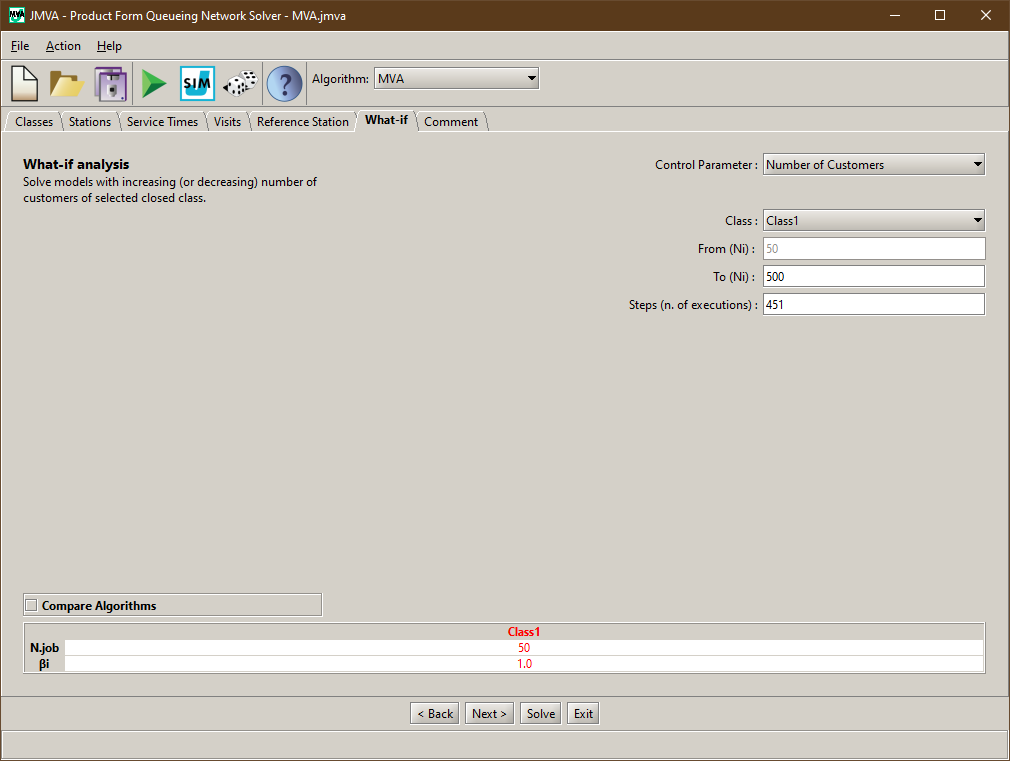 JMVA - Product Form Queueing Network Solver - MVA.jmva
File Action Help
SIM ? Algorithm: MVA
Classes Stations Service Times Visits Reference Station What-if Comment
What-if analysis
Solve models with increasing (or decreasing) number of
customers of selected closed class.
Control Parameter : Number of Customers
Class : Class1
From (Ni) : 50
To (Ni) : 500
Steps (n. of executions) : 451
Compare Algorithms
Class1
N.job 50
βi 1.0
< Back Next > Solve Exit